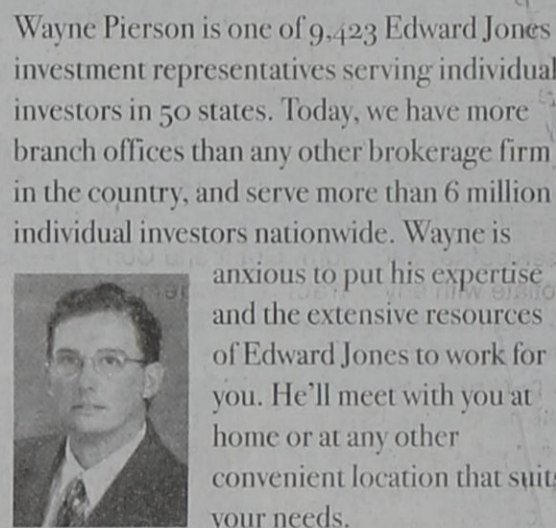 Wayne Pierson is one of 9,423 Edward Jones
investment representatives serving individual
investors in 50 states. Today, we have more
branch offices than any other brokerage firm
in the country, and serve more than 6 million
individual investors nationwide. Wayne is
anxious to put his expertise
and the extensive resources
of Edward Jones to work for
you. He'll meet with you at
home or at any other
convenient location that suits
your needs.